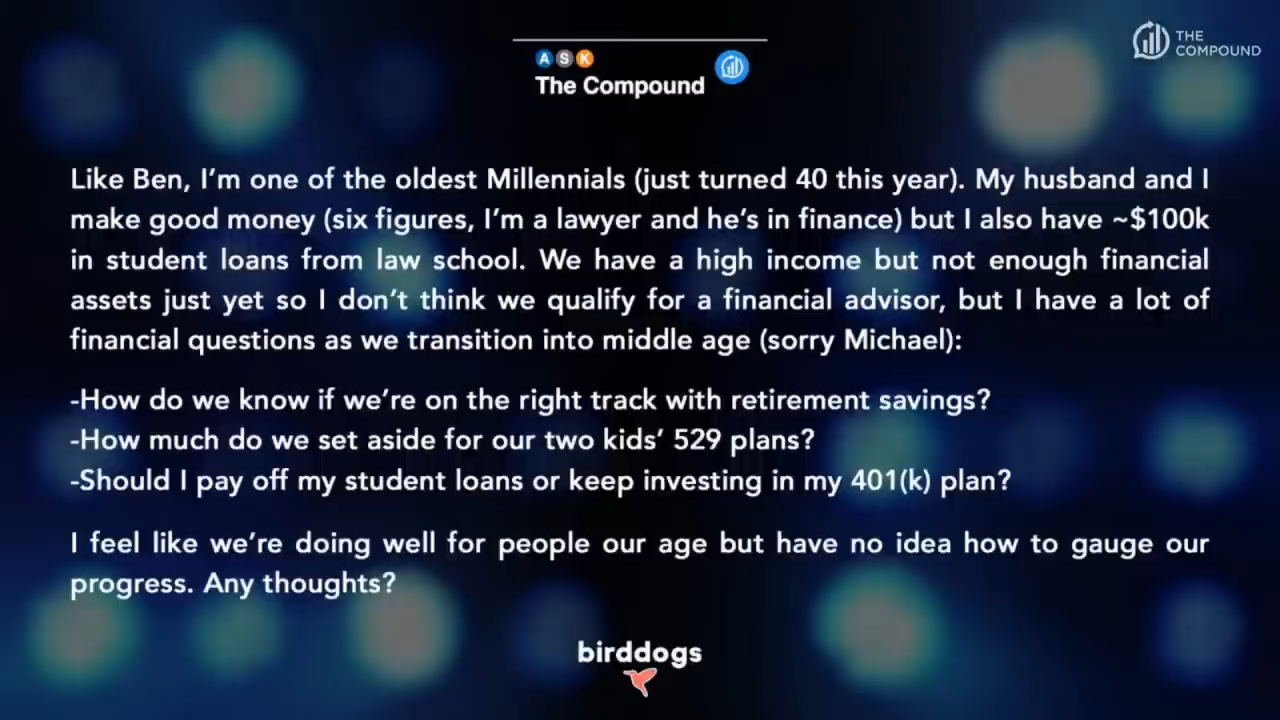 ASK
The Compound
THE
COMPOUND
Like Ben, I'm one of the oldest Millennials (just turned 40 this year). My husband and I
make good money (six figures, I'm a lawyer and he's in finance) but I also have ~$100k
in student loans from law school. We have a high income but not enough financial
assets just yet so I don't think we qualify for a financial advisor, but I have a lot of
financial questions as we transition into middle age (sorry Michael):
-How do we know if we're on the right track with retirement savings?
-How much do we set aside for our two kids' 529 plans?
-Should I pay off my student loans or keep investing in my 401(k) plan?
I feel like we're doing well for people our age but have no idea how to gauge our
progress. Any thoughts?
birddogs